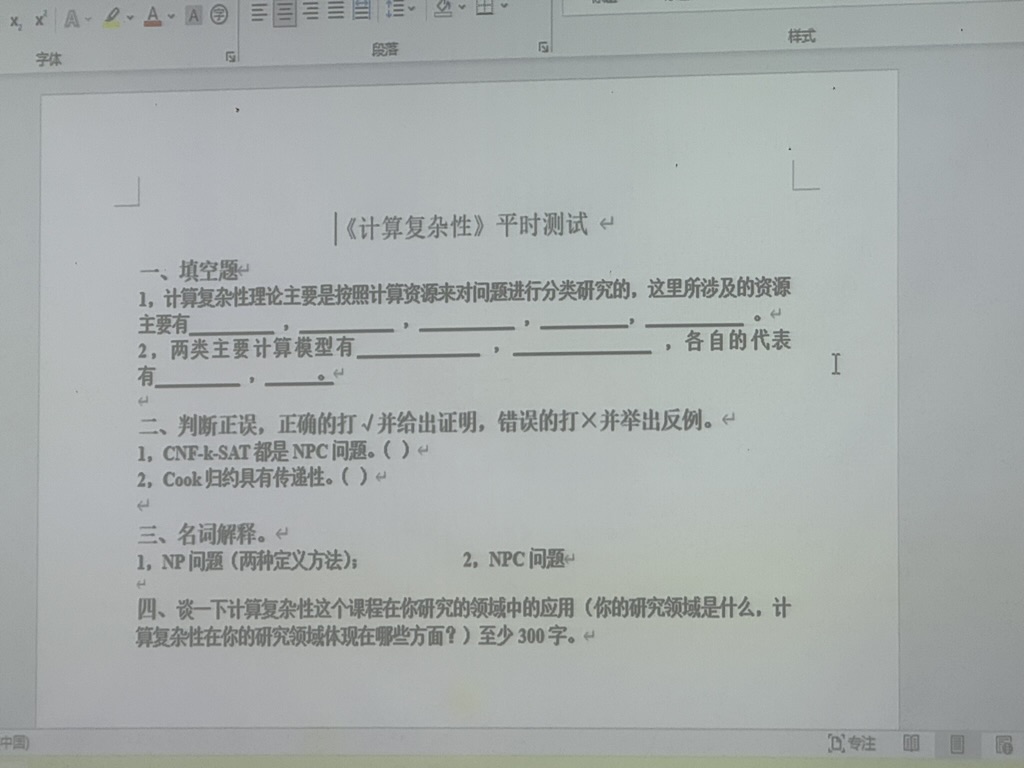 字体
段落
样式
《计算复杂性》平时测试
一、填空题
1，计算复杂性理论主要是按照计算资源来对问题进行分类研究的，这里所涉及的资源
主要有________，________，________，________，________。
2，两类主要计算模型有________，________，各自的代表
有________，________。
二、判断正误，正确的打√并给出证明，错误的打×并举出反例。
1，CNF-k-SAT 都是 NPC 问题。（ ）
2，Cook 归约具有传递性。（ ）
三、名词解释。
1，NP 问题（两种定义方法）； 2，NPC 问题
四、谈一下计算复杂性这个课程在你研究的领域中的应用（你的研究领域是什么，计
算复杂性在你的研究领域体现在哪些方面？）至少 300 字。
中国)
专注